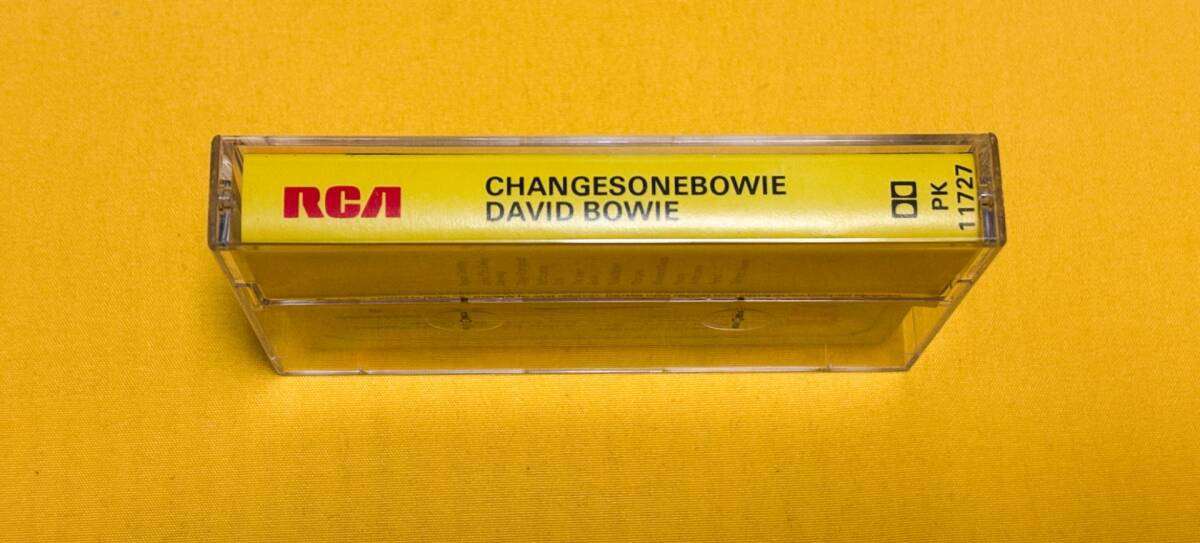 RCA
CHANGESONEBOWIE
DAVID BOWIE
PK
11727